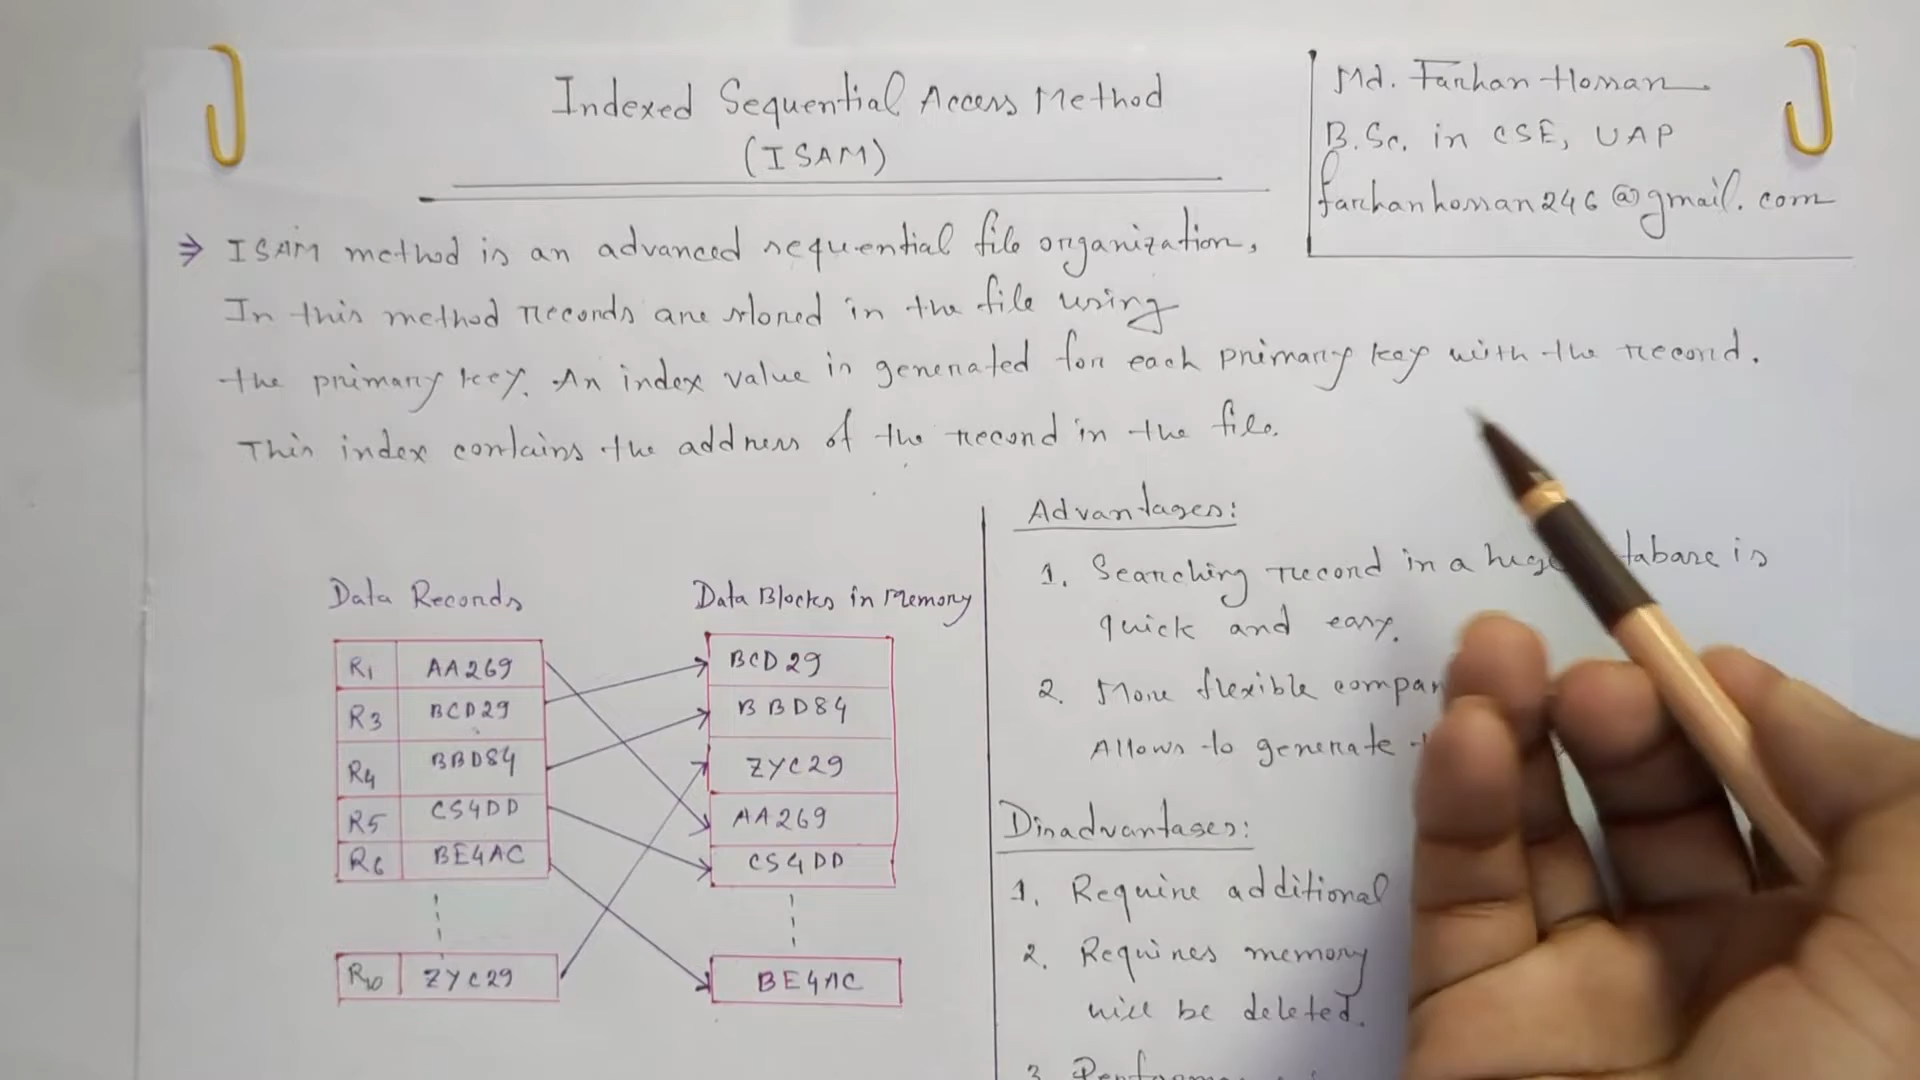 Indexed Sequential Access Method
(ISAM)
Md. Farhan Hossan
B.Sc. in CSE, UAP
farhanhossan246@gmail.com
⇒ ISAM method is an advanced sequential file organization,
In this method records are stored in the file using
the primary key. An index value is generated for each primary key with the record.
This index contains the address of the record in the file.
Data Records
R1 AA269
R3 BCD29
R4 BBD84
R5 CS4DD
R6 BE4AC
R10 ZYC29
Data Blocks in Memory
BCD29
BBD84
ZYC29
AA269
CS4DD
BE4AC
Advantages:
1. Searching record in a huge database is
quick and easy.
2. More flexible
Allows to generate
Disadvantages:
1. Require additional
2. Requires memory
will be deleted.
3.